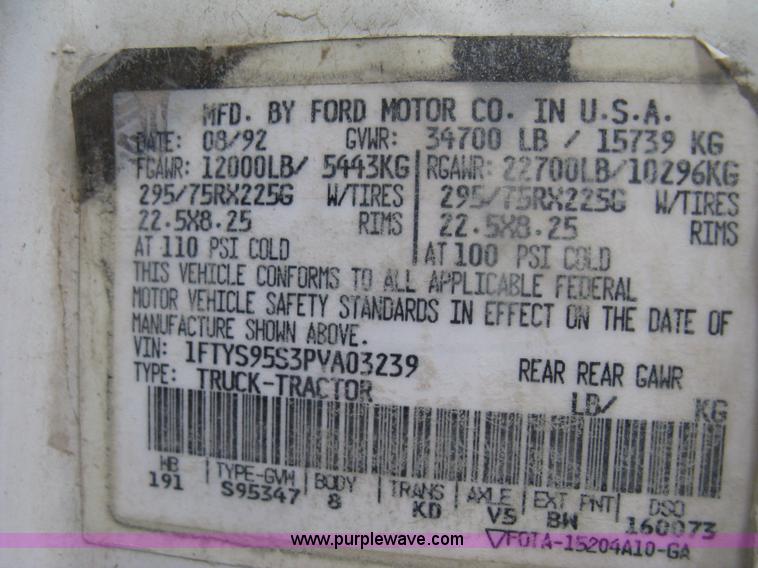 MFD. BY FORD MOTOR CO. IN U.S.A.
DATE: 08/92 GVWR: 34700 LB / 15739 KG
FGAWR: 12000LB/ 5443KG RGAWR: 22700LB/10296KG
295/75RX225G W/TIRES 295/75RX225G W/TIRES
22.5X8.25 RIMS 22.5X8.25 RIMS
AT 110 PSI COLD AT 100 PSI COLD
THIS VEHICLE CONFORMS TO ALL APPLICABLE FEDERAL
MOTOR VEHICLE SAFETY STANDARDS IN EFFECT ON THE DATE OF
MANUFACTURE SHOWN ABOVE.
VIN: 1FTYS95S3PVA03239 REAR REAR GAWR
TYPE: TRUCK-TRACTOR LB/ KG
WB TYPE-GVM BODY TRANS AXLE EXT PNT DSO
191 S95347 8 KD V5 BW 160073
www.purplewave.com
▽FOTA-15204A10-GA